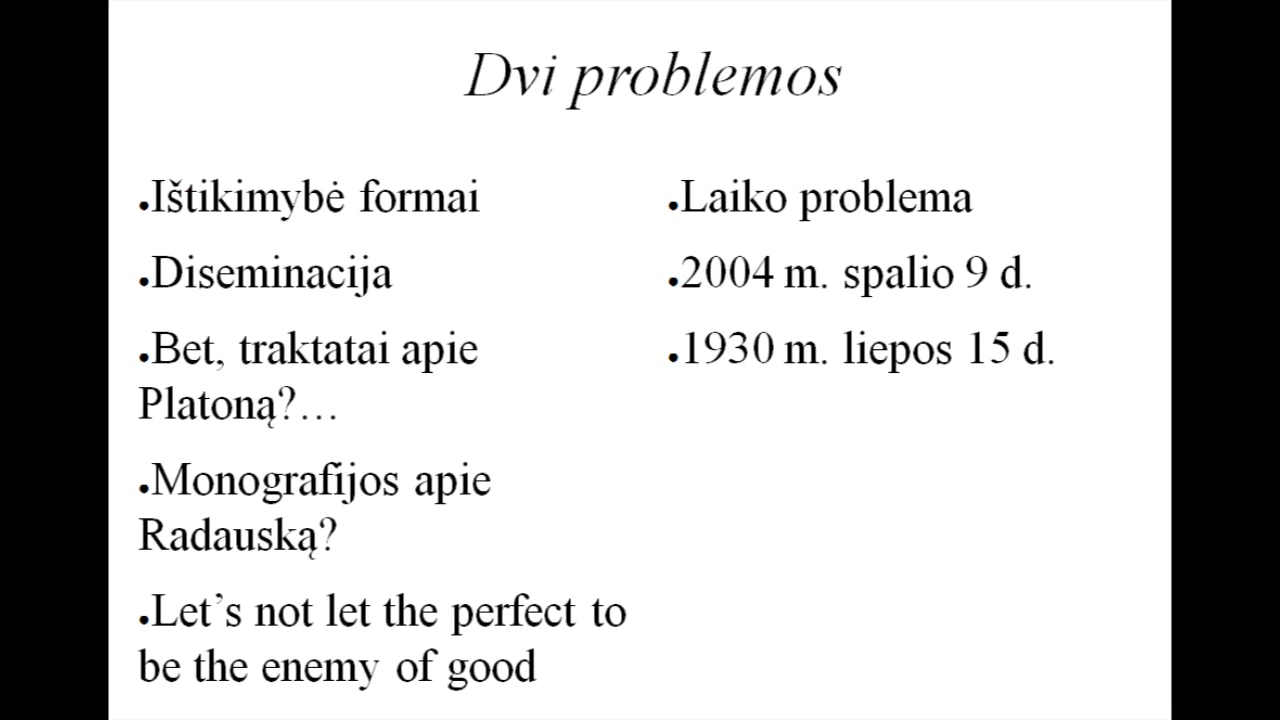 Dvi problemos
•Ištikimybė formai
•Diseminacija
•Bet, traktatai apie
Platoną?…
•Monografijos apie
Radauską?
•Let’s not let the perfect to
be the enemy of good
•Laiko problema
•2004 m. spalio 9 d.
•1930 m. liepos 15 d.